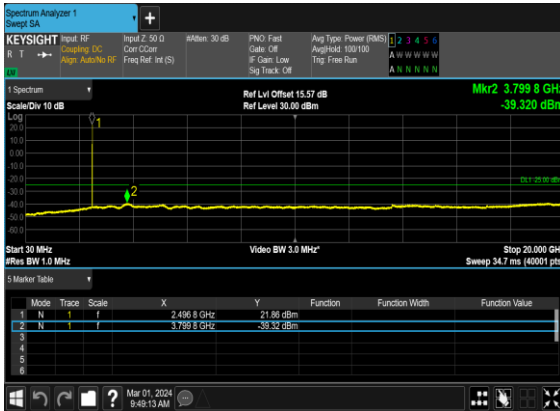 Spectrum Analyzer 1
Swept SA
+
KEYSIGHT Input: RF Input Z: 50 Ω #Atten: 30 dB PNO: Fast Avg Type: Power (RMS) 1 2 3 4 5 6
R T Coupling: DC Corr CCorr Gate: Off Avg|Hold: 100/100 A W W W W W
Align: Auto/No RF Freq Ref: Int (S) IF Gain: Low Trig: Free Run
Sig Track: Off A N N N N N
1 Spectrum
Ref Lvl Offset 15.57 dB Mkr2 3.799 8 GHz
Scale/Div 10 dB Ref Level 30.00 dBm -39.320 dBm
Log
1
20.0
10.0
0.00
-10.0
-20.0
DL1 -25.00 dBm
-30.0
2
-40.0
-50.0
-60.0
Start 30 MHz Video BW 3.0 MHz* Stop 20.000 GHz
#Res BW 1.0 MHz Sweep 34.7 ms (40001 pts)
5 Marker Table
Mode Trace Scale X Y Function Function Width Function Value
1 N 1 f 2.496 8 GHz 21.86 dBm
2 N 1 f 3.799 8 GHz -39.32 dBm
3
4
5
6
?
Mar 01, 2024
9:49:13 AM